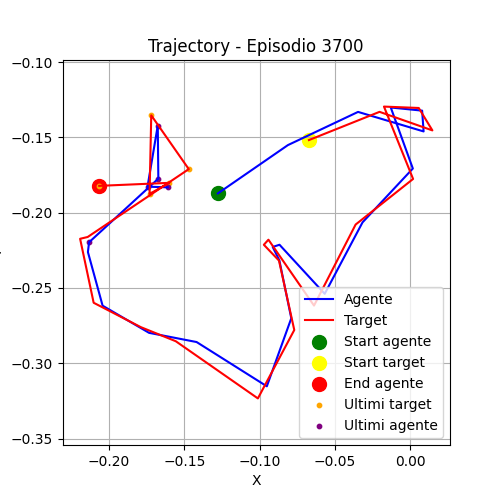 Trajectory - Episodio 3700
−0.10
−0.15
−0.20
−0.25
−0.30
−0.35
−0.20
−0.15
−0.10
−0.05
0.00
X
Agente
Target
Start agente
Start target
End agente
Ultimi target
Ultimi agente